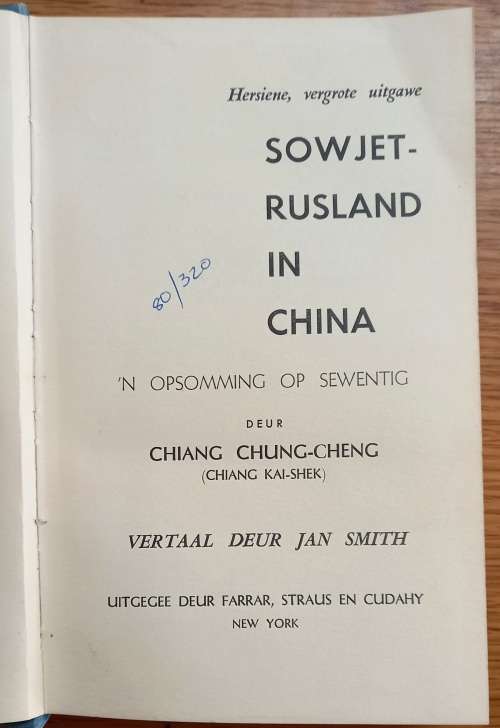 Hersiene, vergrote uitgawe
SOWJET-
RUSLAND
IN
CHINA
80/320
'N OPSOMMING OP SEWENTIG
DEUR
CHIANG CHUNG-CHENG
(CHIANG KAI-SHEK)
VERTAAL DEUR JAN SMITH
UITGEGEE DEUR FARRAR, STRAUS EN CUDAHY
NEW YORK